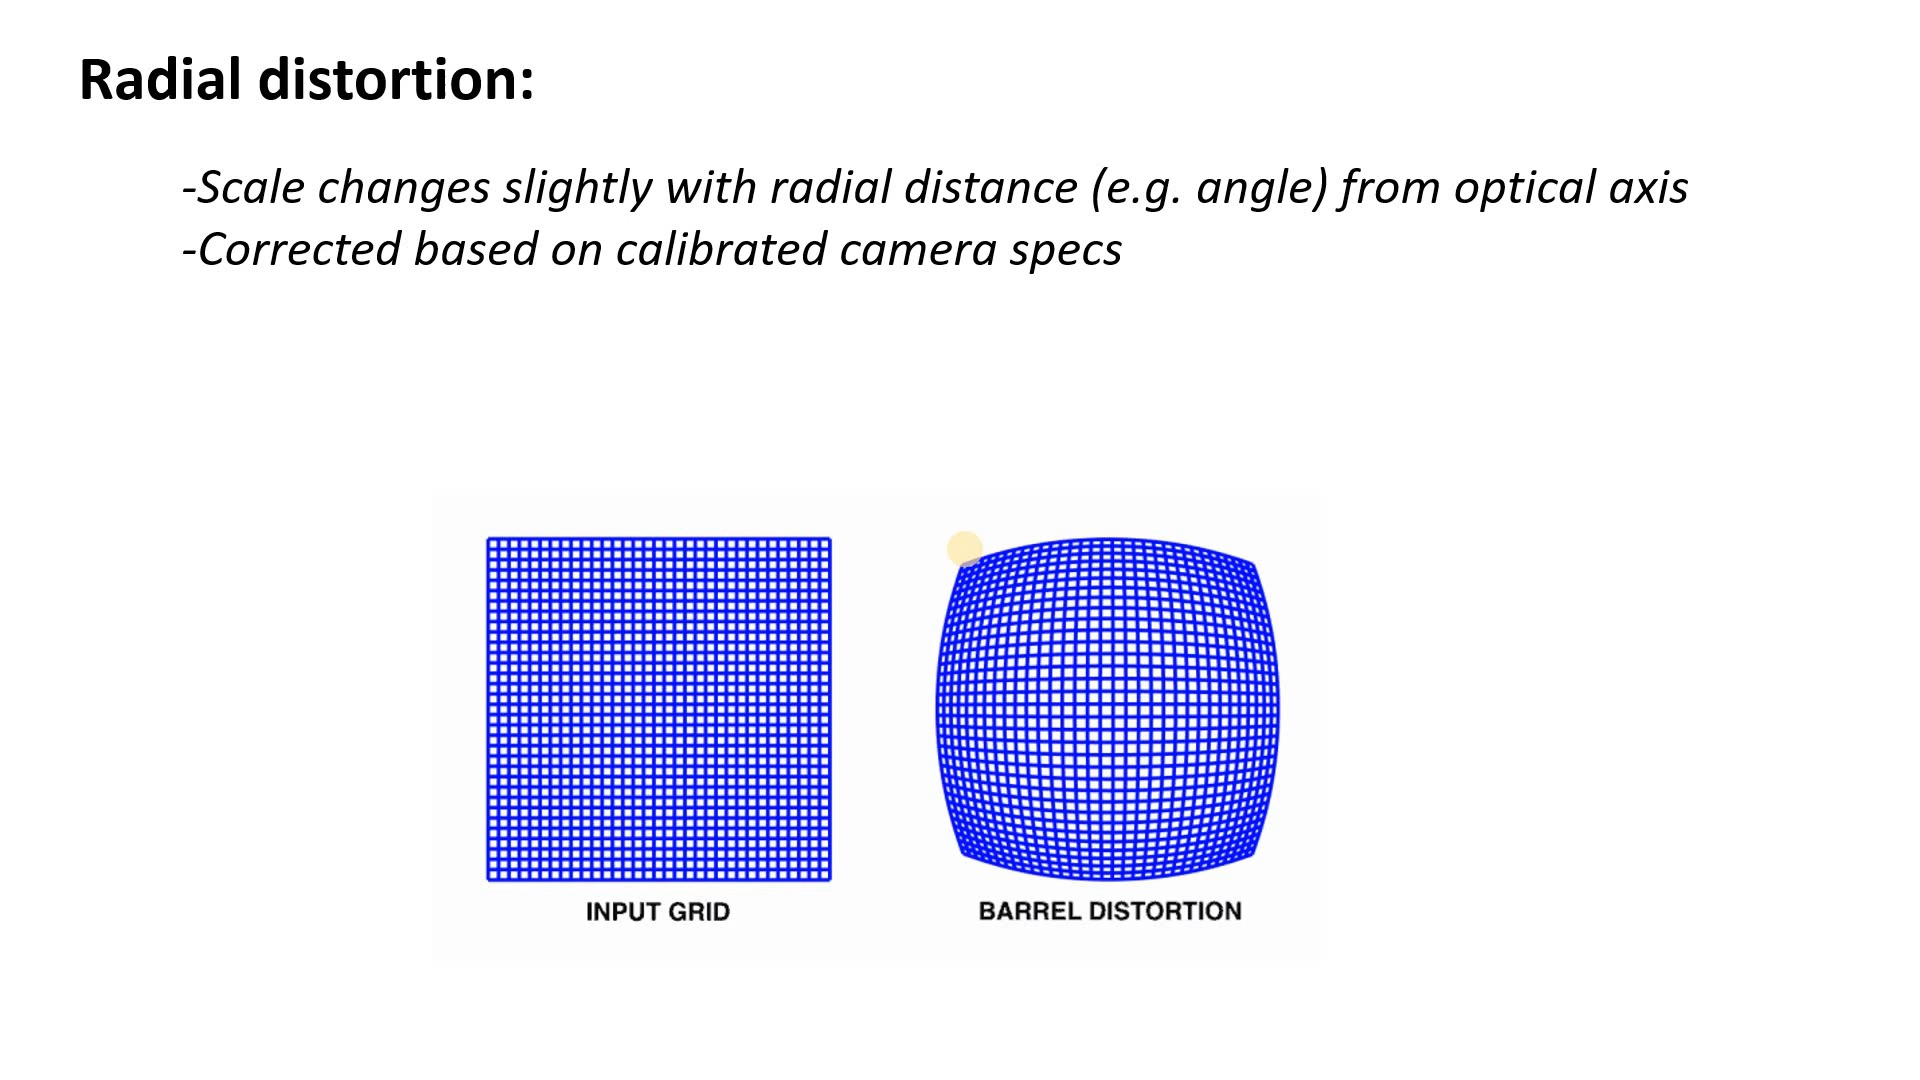 Radial distortion:
-Scale changes slightly with radial distance (e.g. angle) from optical axis
-Corrected based on calibrated camera specs
INPUT GRID
BARREL DISTORTION